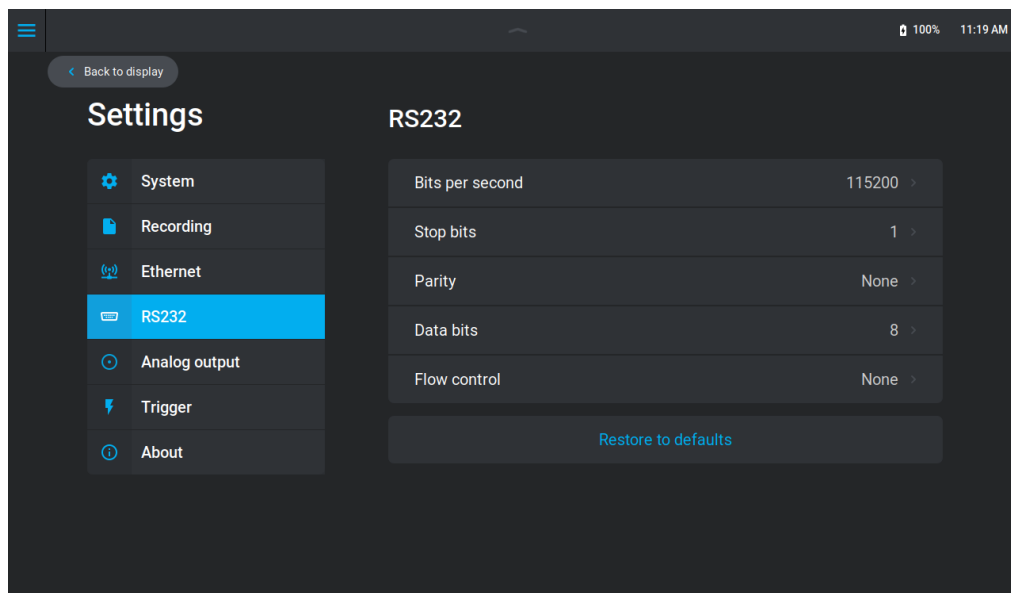 100% 11:19 AM
Back to display
Settings
System
Recording
Ethernet
RS232
Analog output
Trigger
About
RS232
Bits per second 115200
Stop bits 1
Parity None
Data bits 8
Flow control None
Restore to defaults